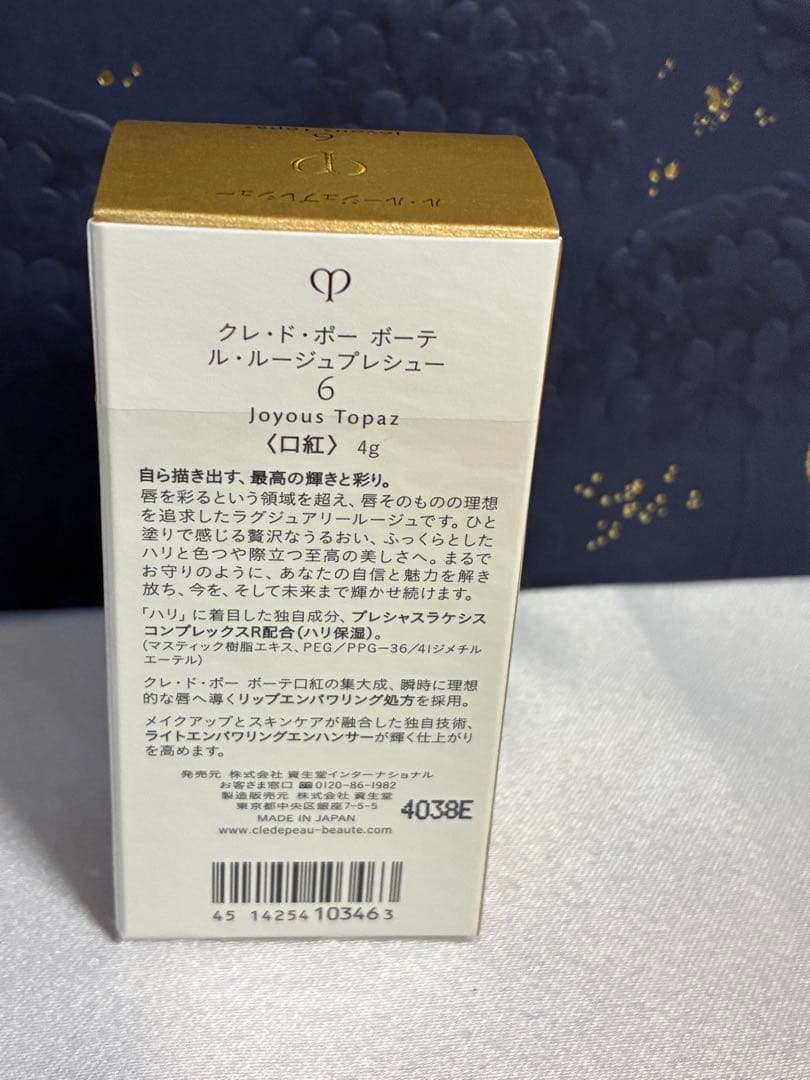 Joyous Topaz
ル・ルージュプレシュー
クレ・ド・ポー ボーテ
ル・ルージュプレシュー
6
Joyous Topaz
〈口紅〉 4g
自ら描き出す、最高の輝きと彩り。
唇を彩るという領域を超え、唇そのものの理想
を追求したラグジュアリールージュです。ひと
塗りで感じる贅沢なうるおい、ふっくらとした
ハリと色つや際立つ至高の美しさへ。まるで
お守りのように、あなたの自信と魅力を解き
放ち、今を、そして未来まで輝かせ続けます。
「ハリ」に着目した独自成分、プレシャスラケシス
コンプレックスR配合(ハリ保湿)。
(マスティック樹脂エキス、PEG/PPG-36/41ジメチル
エーテル)
クレ・ド・ポー ボーテ口紅の集大成、瞬時に理想
的な唇へ導くリップエンパワリング処方を採用。
メイクアップとスキンケアが融合した独自技術、
ライトエンパワリングエンハンサーが輝く仕上がり
を高めます。
発売元 株式会社 資生堂インターナショナル
お客さま窓口 0120-86-1982
製造販売元 株式会社 資生堂
東京都中央区銀座7-5-5
MADE IN JAPAN
www.cledepeau-beaute.com
4038E
45 14254 103463